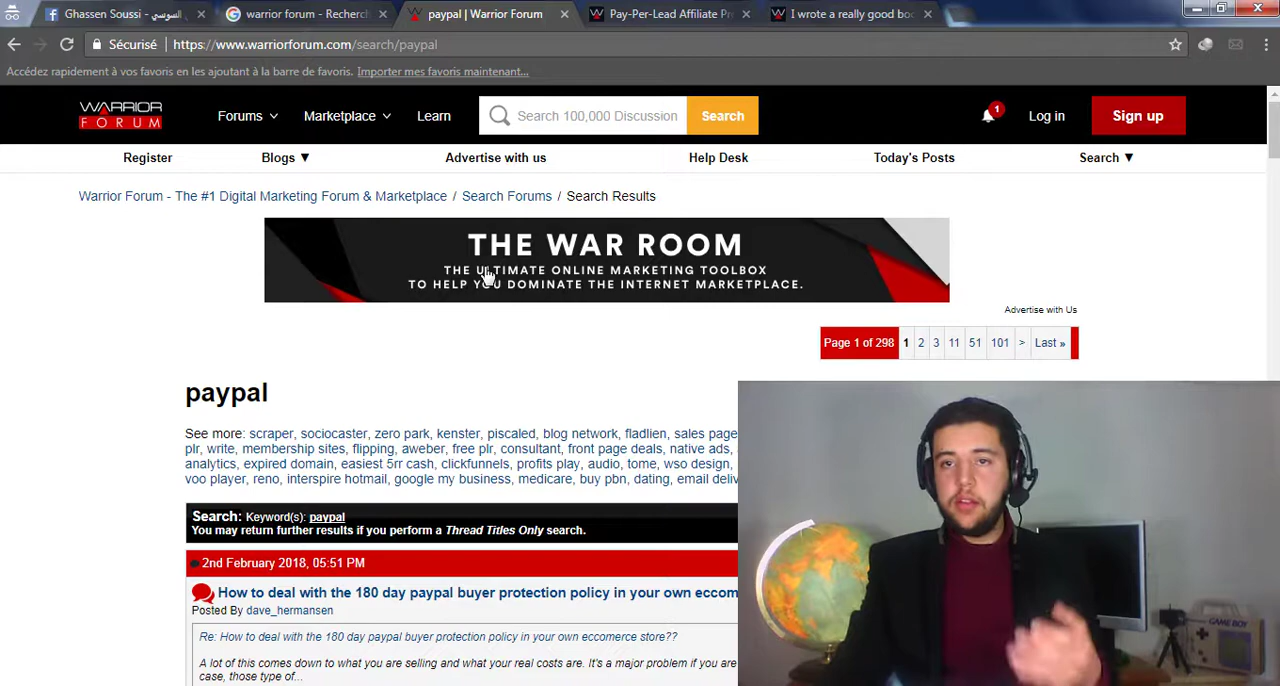 Ghassen Soussi - السوسي
warrior forum - Recherch
paypal | Warrior Forum
Pay-Per-Lead Affiliate Pr
I wrote a really good bo
Sécurisé
https://www.warriorforum.com/search/paypal
Accédez rapidement à vos favoris en les ajoutant à la barre de favoris. Importer mes favoris maintenant...
WARRIOR
FORUM
Forums
Marketplace
Learn
Search 100,000 Discussion
Search
1
Log in
Sign up
Register
Blogs ▼
Advertise with us
Help Desk
Today's Posts
Search ▼
Warrior Forum - The #1 Digital Marketing Forum & Marketplace / Search Forums / Search Results
THE WAR ROOM
THE ULTIMATE ONLINE MARKETING TOOLBOX
TO HELP YOU DOMINATE THE INTERNET MARKETPLACE.
Advertise with Us
Page 1 of 298 1 2 3 11 51 101 > Last »
paypal
See more: scraper, sociocaster, zero park, kenster, piscaled, blog network, fladlien, sales page
plr, write, membership sites, flipping, aweber, free plr, consultant, front page deals, native ads,
analytics, expired domain, easiest 5rr cash, clickfunnels, profits play, audio, tome, wso design,
voo player, reno, interspire hotmail, google my business, medicare, buy pbn, dating, email deliv
Search: Keyword(s): paypal
You may return further results if you perform a Thread Titles Only search.
2nd February 2018, 05:51 PM
How to deal with the 180 day paypal buyer protection policy in your own eccom
Posted By dave_hermansen
Re: How to deal with the 180 day paypal buyer protection policy in your own eccomerce store??
A lot of this comes down to what you are selling and what your real costs are. It's a major problem if you are
case, those type of...
GAME BOY